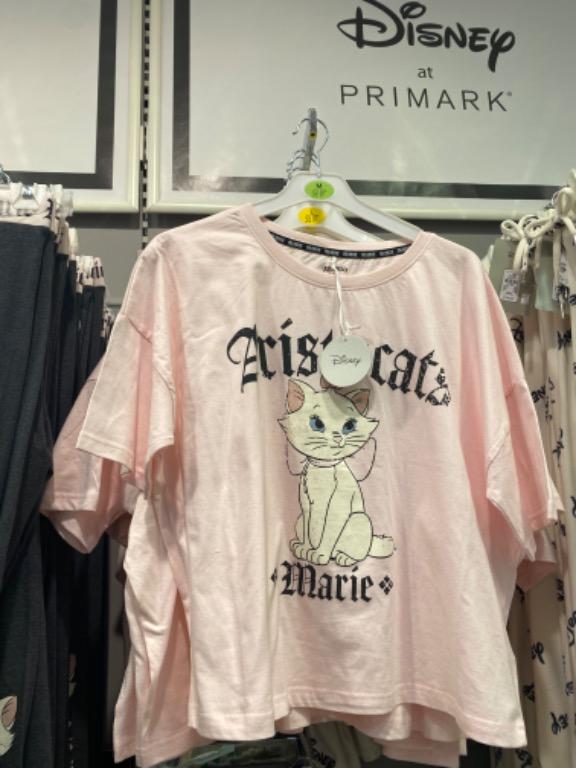 Disney
at
PRIMARK
M
Disney
Aristocats
Marie